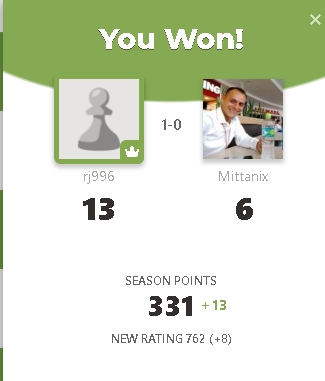 You Won!
×
1-0
rj996
Mittanix
13
6
SEASON POINTS
331 +13
NEW RATING 762 (+8)